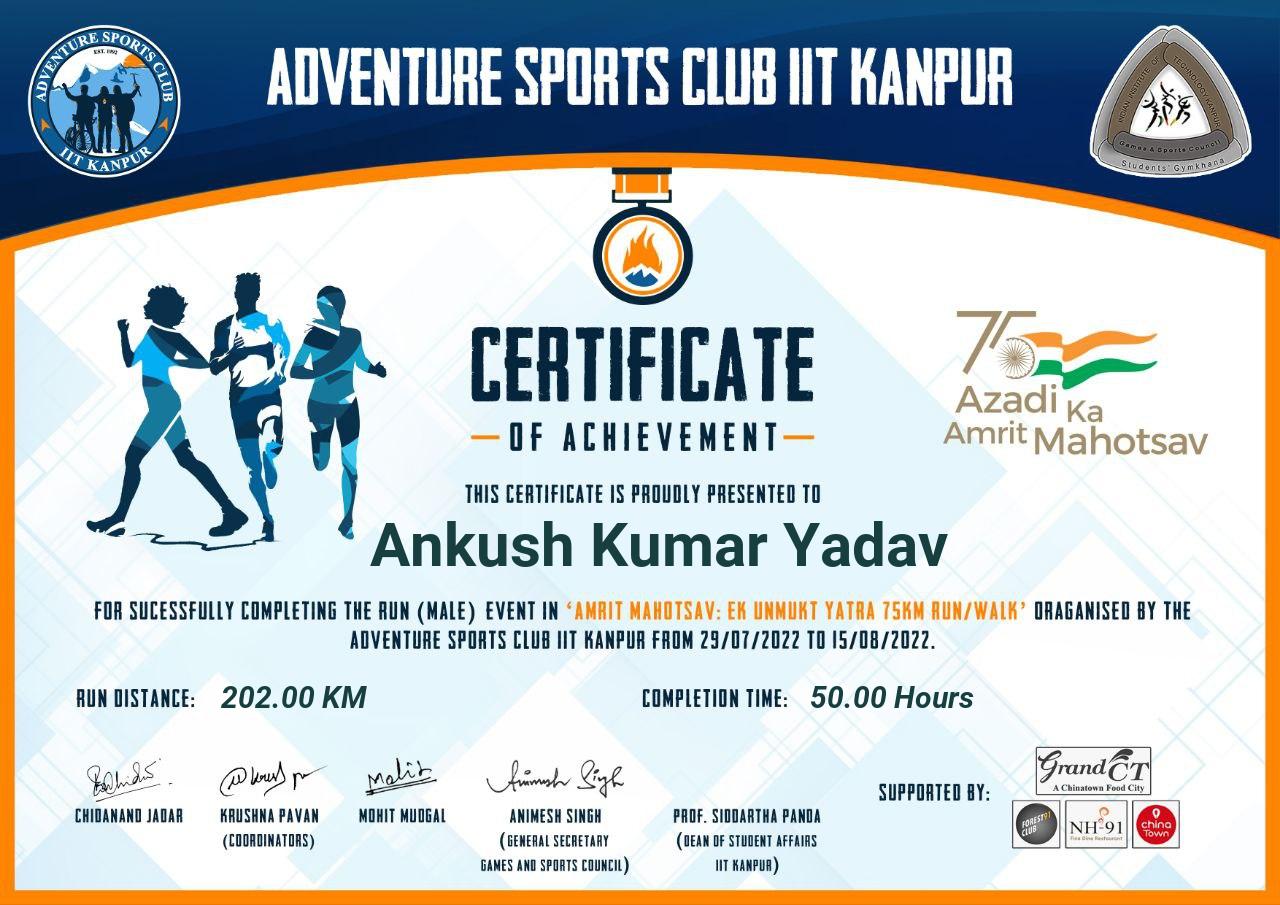 ADVENTURE SPORTS CLUB
EST. 1992
IIT KANPUR
ADVENTURE SPORTS CLUB IIT KANPUR
INDIAN INSTITUTE OF TECHNOLOGY KANPUR
Games & Sports Council
Students' Gymkhana
CERTIFICATE
OF ACHIEVEMENT
75
Azadi Ka
Amrit Mahotsav
THIS CERTIFICATE IS PROUDLY PRESENTED TO
Ankush Kumar Yadav
FOR SUCESSFULLY COMPLETING THE RUN (MALE) EVENT IN ‘AMRIT MAHOTSAV: EK UNMUKT YATRA 75KM RUN/WALK’ ORAGANISED BY THE
ADVENTURE SPORTS CLUB IIT KANPUR FROM 29/07/2022 TO 15/08/2022.
RUN DISTANCE: 202.00 KM COMPLETION TIME: 50.00 Hours
Mohit Animesh Singh
CHIDANAND JADAR KRUSHNA PAVAN MOHIT MUDGAL ANIMESH SINGH PROF. SIDDARTHA PANDA
(COORDINATORS) (GENERAL SECRETARY (DEAN OF STUDENT AFFAIRS
GAMES AND SPORTS COUNCIL) IIT KANPUR)
SUPPORTED BY:
Grand CT
A Chinatown Food City
FOREST91
CLUB
NH-91
Fine Dine Restaurant
china
Town